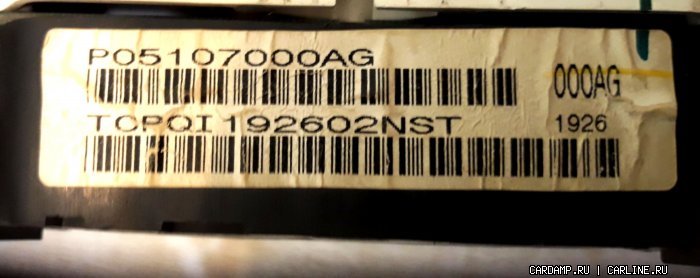 P05107000AG
000AG
TCPQI192602NST
1926
CARDAMP.RU | CARLINE.RU